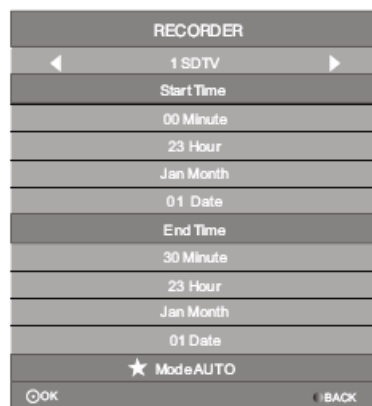 RECORDER
1 SDTV
Start Time
00 Minute
23 Hour
Jan Month
01 Date
End Time
30 Minute
23 Hour
Jan Month
01 Date
Mode AUTO
OK BACK